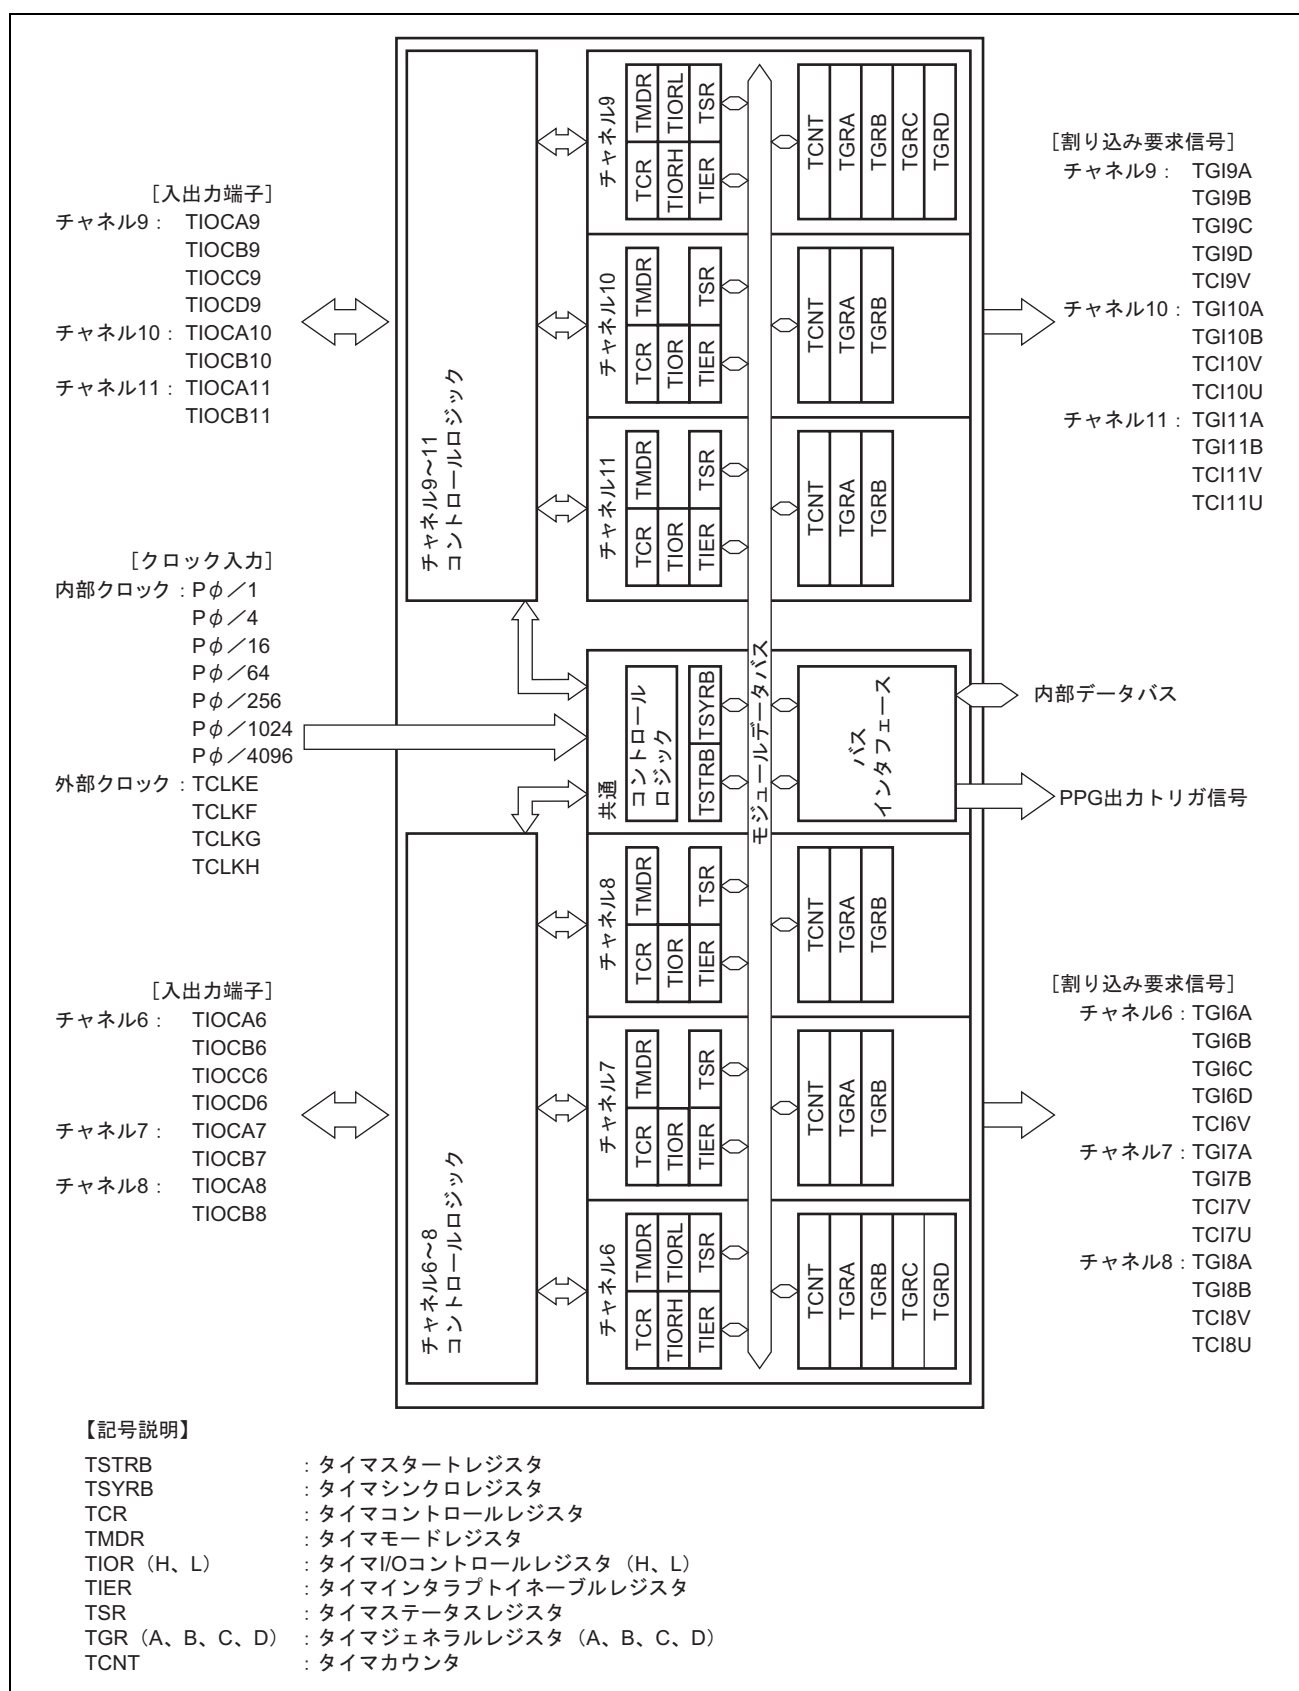 [入出力端子]
チャネル9： TIOCA9
TIOCB9
TIOCC9
TIOCD9
チャネル10： TIOCA10
TIOCB10
チャネル11： TIOCA11
TIOCB11
[クロック入力]
内部クロック：Pφ／1
Pφ／4
Pφ／16
Pφ／64
Pφ／256
Pφ／1024
Pφ／4096
外部クロック：TCLKE
TCLKF
TCLKG
TCLKH
[入出力端子]
チャネル6： TIOCA6
TIOCB6
TIOCC6
TIOCD6
チャネル7： TIOCA7
TIOCB7
チャネル8： TIOCA8
TIOCB8
チャネル9～11
コントロールロジック
チャネル6～8
コントロールロジック
チャネル9
TCR TMDR
TIORH TIORL
TIER TSR
TCNT
TGRA
TGRB
TGRC
TGRD
チャネル10
TCR TMDR
TIOR
TIER TSR
TCNT
TGRA
TGRB
チャネル11
TCR TMDR
TIOR
TIER TSR
TCNT
TGRA
TGRB
共通
コントロール
ロジック
TSTRB TSYRB
モジュールデータバス
バス
インタフェース
チャネル8
TCR TMDR
TIOR
TIER TSR
TCNT
TGRA
TGRB
チャネル7
TCR TMDR
TIOR
TIER TSR
TCNT
TGRA
TGRB
チャネル6
TCR TMDR
TIORH TIORL
TIER TSR
TCNT
TGRA
TGRB
TGRC
TGRD
[割り込み要求信号]
チャネル9： TGI9A
TGI9B
TGI9C
TGI9D
TCI9V
チャネル10： TGI10A
TGI10B
TCI10V
TCI10U
チャネル11： TGI11A
TGI11B
TCI11V
TCI11U
内部データバス
PPG出力トリガ信号
[割り込み要求信号]
チャネル6：TGI6A
TGI6B
TGI6C
TGI6D
TCI6V
チャネル7：TGI7A
TGI7B
TCI7V
TCI7U
チャネル8：TGI8A
TGI8B
TCI8V
TCI8U
【記号説明】
TSTRB ：タイマスタートレジスタ
TSYRB ：タイマシンクロレジスタ
TCR ：タイマコントロールレジスタ
TMDR ：タイマモードレジスタ
TIOR（H、L） ：タイマI/Oコントロールレジスタ（H、L）
TIER ：タイマインタラプトイネーブルレジスタ
TSR ：タイマステータスレジスタ
TGR（A、B、C、D） ：タイマジェネラルレジスタ（A、B、C、D）
TCNT ：タイマカウンタ